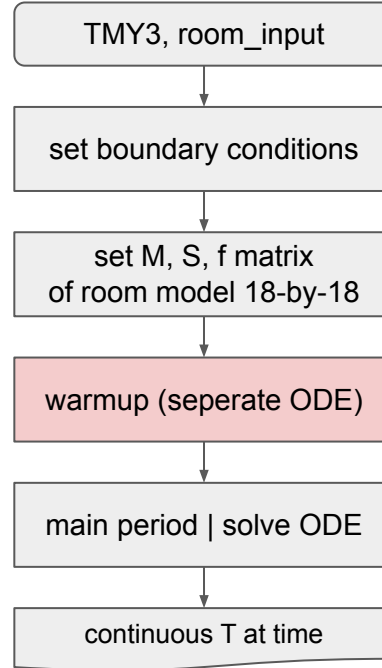 TMY3, room_input
set boundary conditions
set M, S, f matrix
of room model 18-by-18
warmup (seperate ODE)
main period | solve ODE
continuous T at time